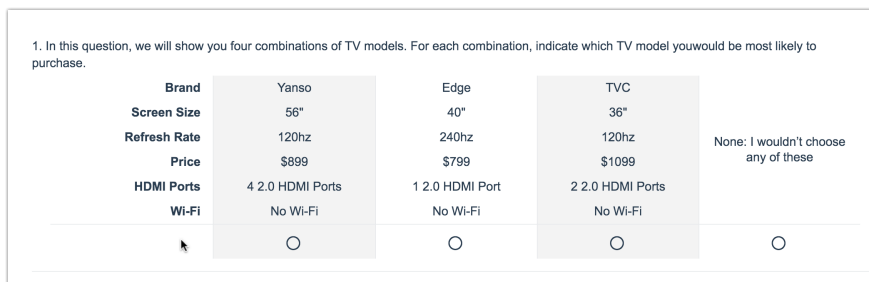 1. In this question, we will show you four combinations of TV models. For each combination, indicate which TV model youwould be most likely to
purchase.
Brand Yanso Edge TVC
Screen Size 56" 40" 36"
Refresh Rate 120hz 240hz 120hz
None: I wouldn't choose
any of these
Price $899 $799 $1099
HDMI Ports 4 2.0 HDMI Ports 1 2.0 HDMI Port 2 2.0 HDMI Ports
Wi-Fi No Wi-Fi No Wi-Fi No Wi-Fi